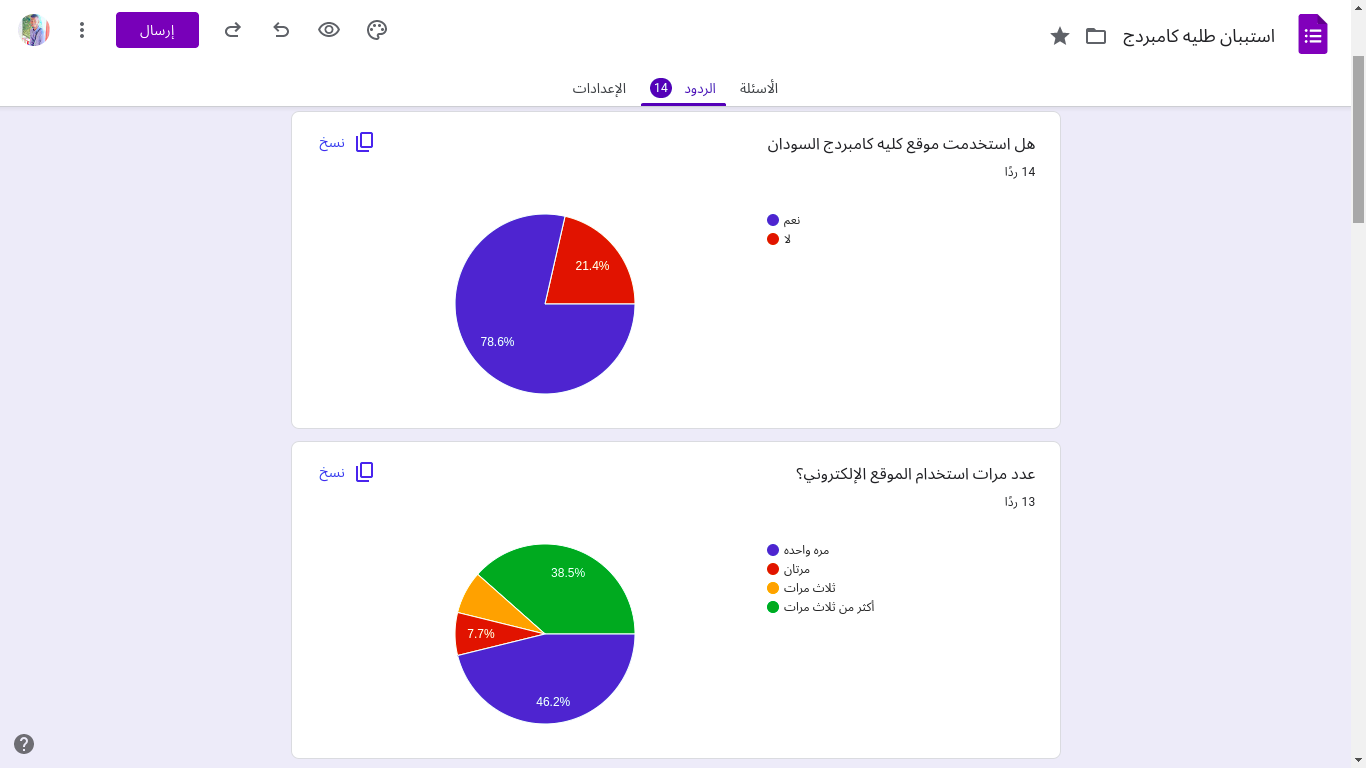 استببان طليه كامبردج
إرسال
الأسئلة
الردود 14
الإعدادات
هل استخدمت موقع كليه كامبردج السودان
14 ردًا
نسخ
نعم
لا
21.4%
78.6%
عدد مرات استخدام الموقع الإلكتروني؟
13 ردًا
نسخ
مره واحده
مرتان
ثلاث مرات
أكثر من ثلاث مرات
38.5%
7.7%
46.2%